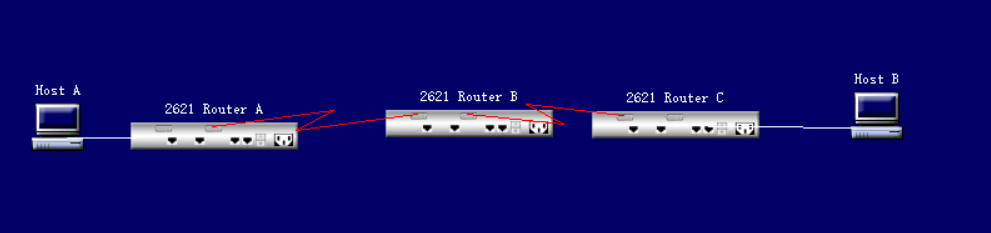 Host A
2621 Router A
2621 Router B
2621 Router C
Host B